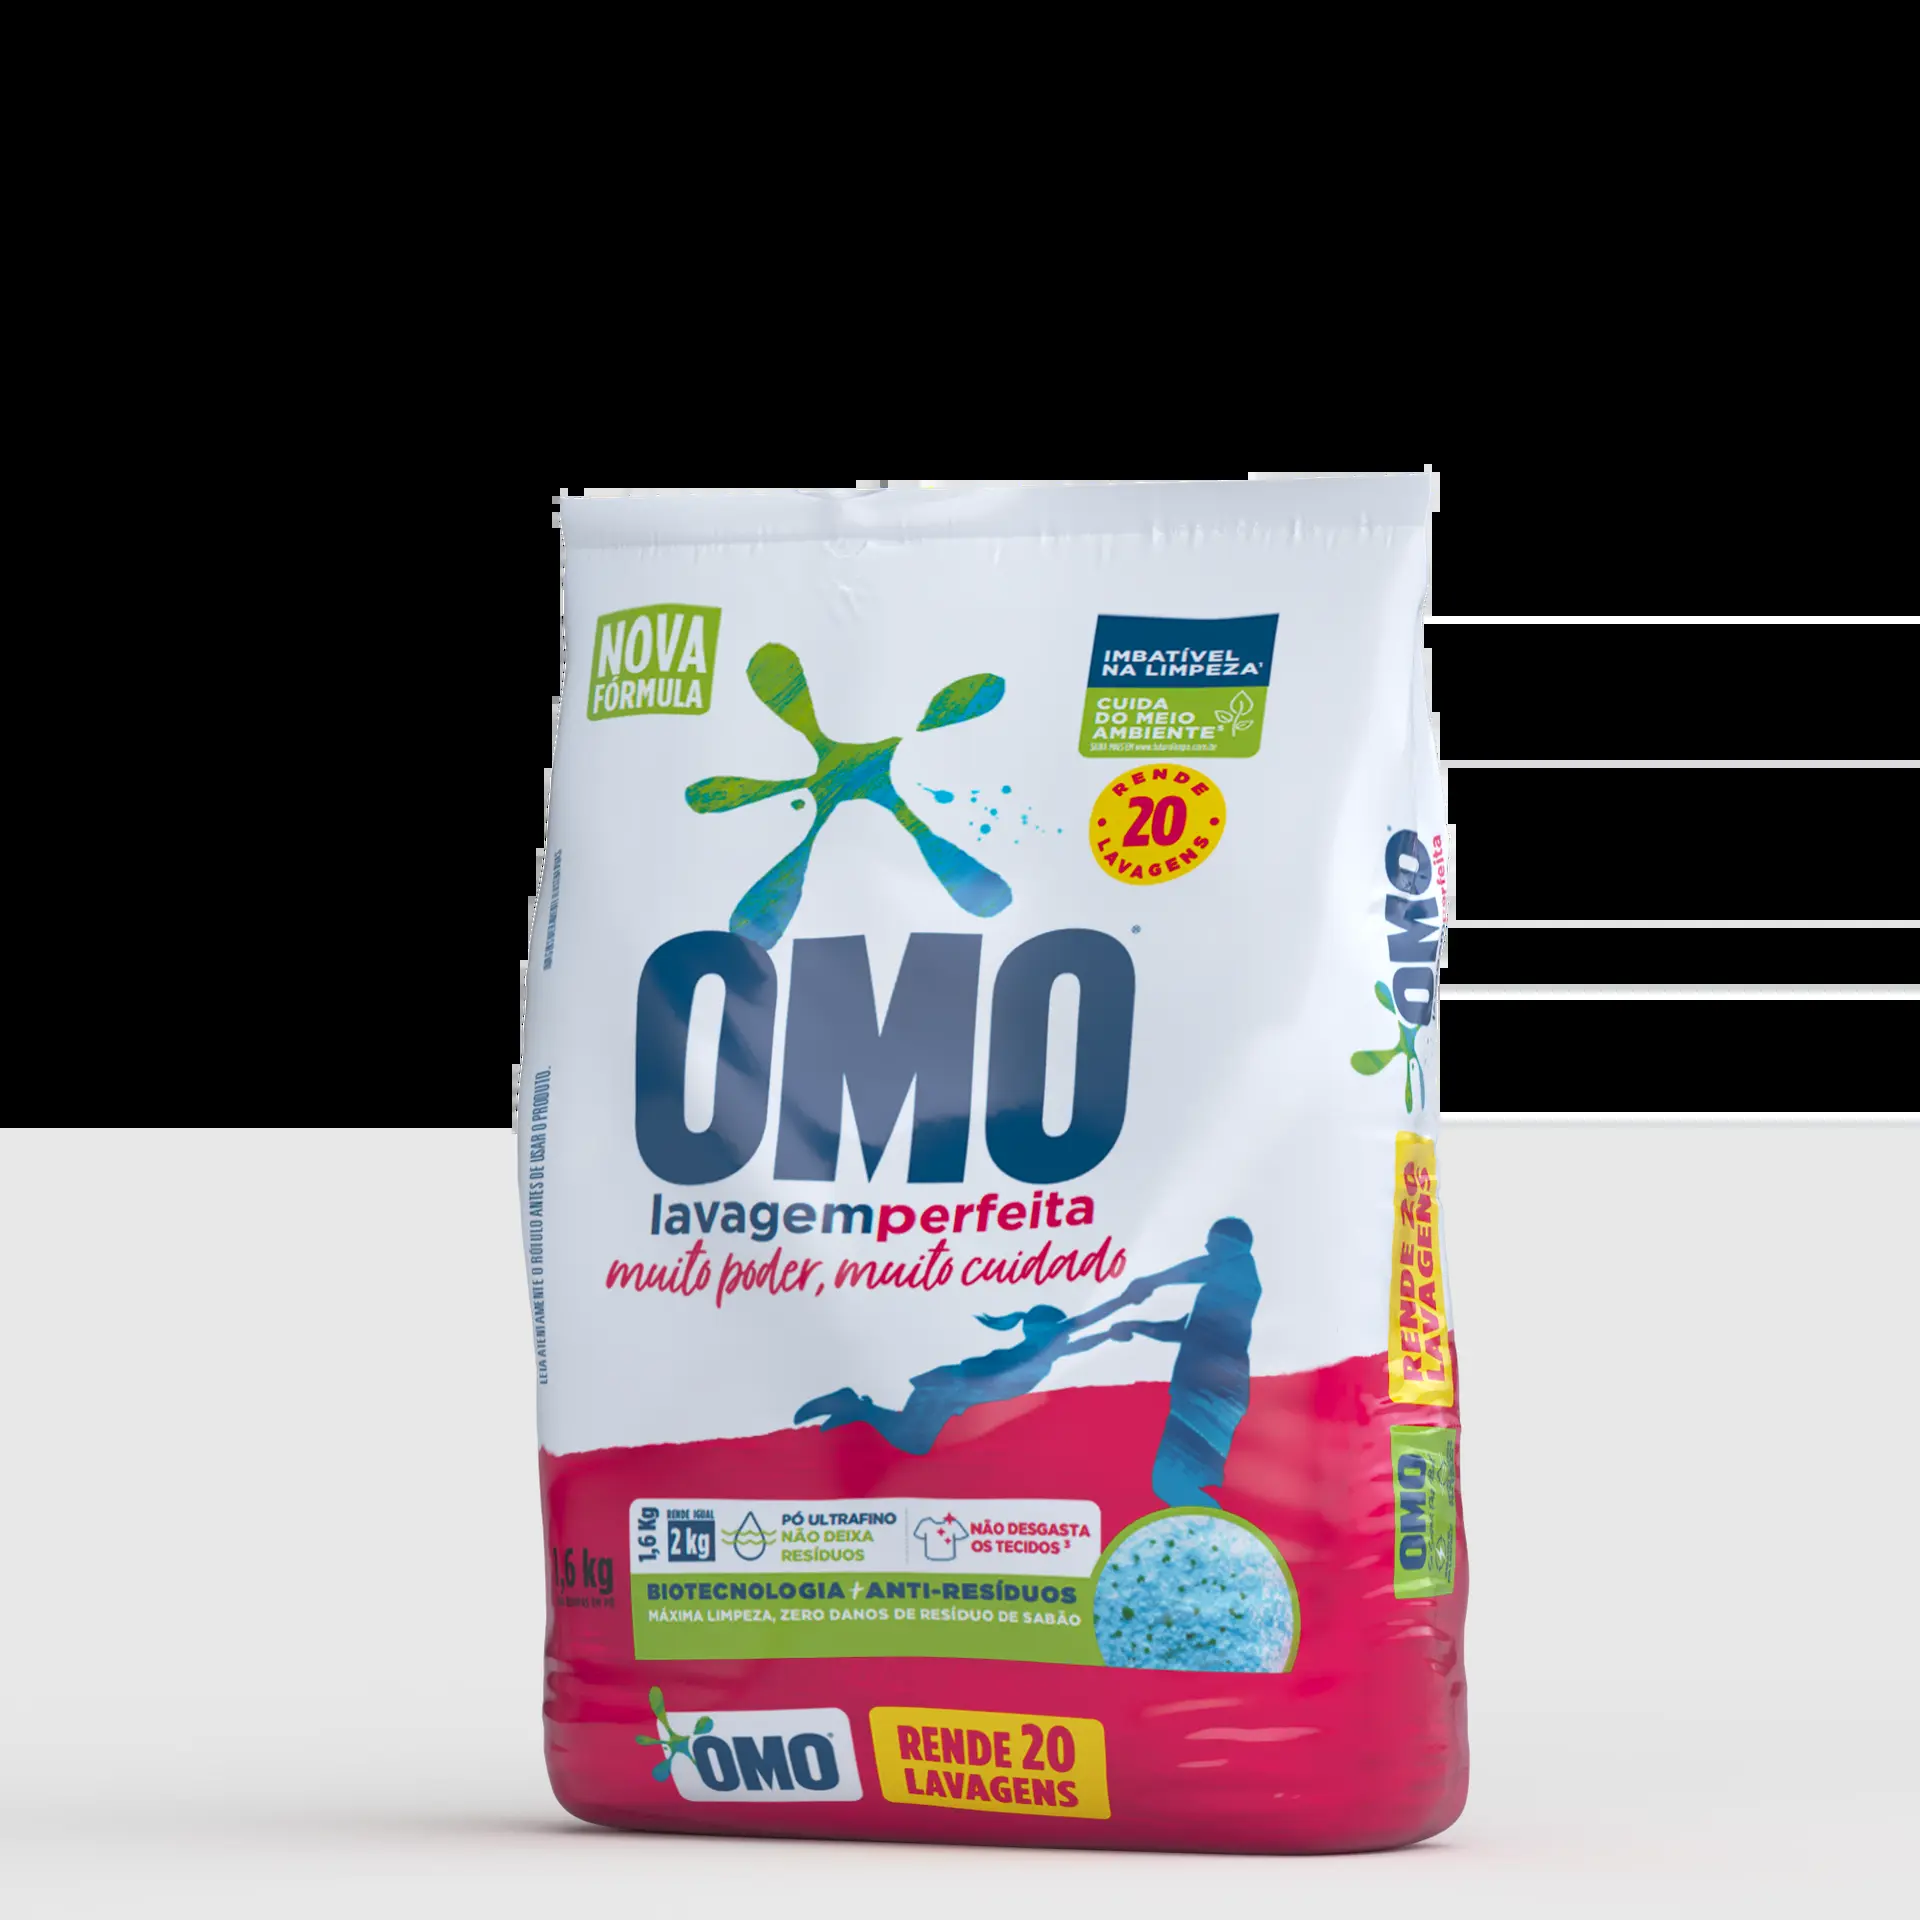 NOVA
FÓRMULA
IMBATÍVEL
NA LIMPEZA¹
CUIDA
DO MEIO
AMBIENTE⁵
RENDE
20
LAVAGENS
OMO®
lavagemperfeita
muito poder, muito cuidado
LEIA ATENTAMENTE O RÓTULO ANTES DE USAR O PRODUTO.
1,6 Kg
RENDE IGUAL
2 kg
PÓ ULTRAFINO
NÃO DEIXA
RESÍDUOS
NÃO DESGASTA
OS TECIDOS ³
BIOTECNOLOGIA + ANTI-RESÍDUOS
MÁXIMA LIMPEZA, ZERO DANOS DE RESÍDUO DE SABÃO
1,6 kg
OMO
RENDE 20
LAVAGENS
OMO
RENDE 20
LAVAGENS
OMO